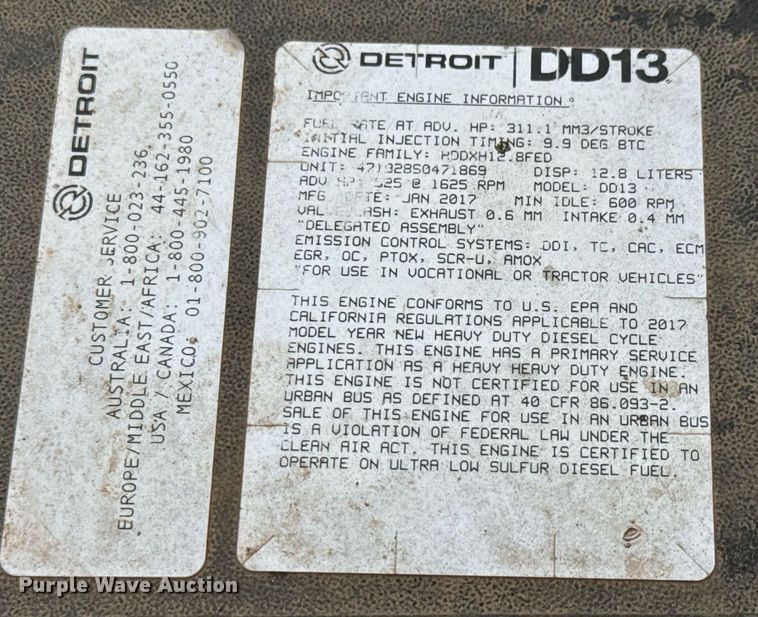 DETROIT
CUSTOMER SERVICE
AUSTRALIA: 1-800-023-236,
EUROPE/MIDDLE EAST/AFRICA: 44-162-355-0550
USA / CANADA: 1-800-445-1980
MEXICO: 01-800-902-7100
DETROIT | DD13
IMPORTANT ENGINE INFORMATION
FUEL RATE AT ADV. HP: 311.1 MM3/STROKE
INITIAL INJECTION TIMING: 9.9 DEG BTC
ENGINE FAMILY: HDDXH12.8FED
UNIT: DISP: 12.8 LITERS
ADV HP: 525 @ 1625 RPM MODEL: DD13
MFG DATE: JAN 2017 MIN IDLE: 600 RPM
VALVE LASH: EXHAUST 0.6 MM INTAKE 0.4 MM
"DELEGATED ASSEMBLY"
EMISSION CONTROL SYSTEMS: DDI, TC, CAC, ECM
EGR, OC, PTOX, SCR-U, AMOX
"FOR USE IN VOCATIONAL OR TRACTOR VEHICLES"
THIS ENGINE CONFORMS TO U.S. EPA AND
CALIFORNIA REGULATIONS APPLICABLE TO 2017
MODEL YEAR NEW HEAVY DUTY DIESEL CYCLE
ENGINES. THIS ENGINE HAS A PRIMARY SERVICE
APPLICATION AS A HEAVY HEAVY DUTY ENGINE.
THIS ENGINE IS NOT CERTIFIED FOR USE IN AN
URBAN BUS AS DEFINED AT 40 CFR 86.093-2.
SALE OF THIS ENGINE FOR USE IN AN URBAN BUS
IS A VIOLATION OF FEDERAL LAW UNDER THE
CLEAN AIR ACT. THIS ENGINE IS CERTIFIED TO
OPERATE ON ULTRA LOW SULFUR DIESEL FUEL.
Purple Wave Auction